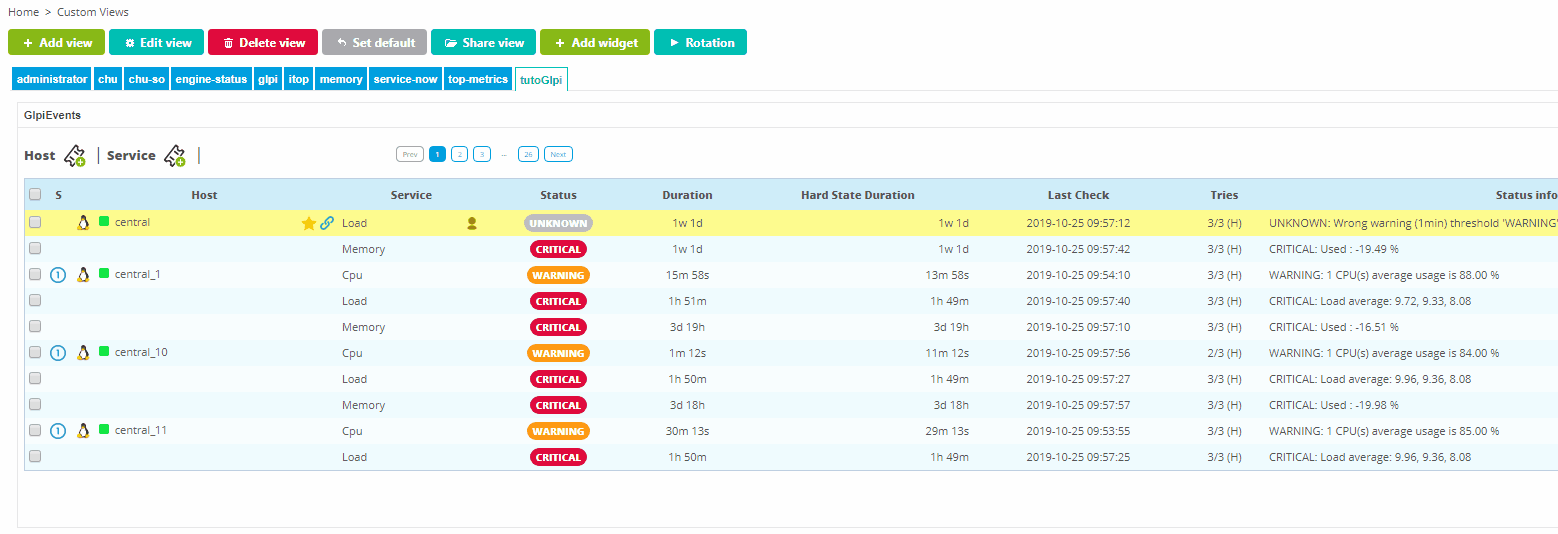 Home > Custom Views
+ Add view Edit view Delete view Set default Share view + Add widget Rotation
administrator chu chu-so engine-status glpi itop memory service-now top-metrics tutoGlpi
GlpiEvents
Host | Service | Prev 1 2 3 ... 26 Next
S Host Service Status Duration Hard State Duration Last Check Tries Status info
central Load UNKNOWN 1w 1d 1w 1d 2019-10-25 09:57:12 3/3 (H) UNKNOWN: Wrong warning (1min) threshold 'WARNING'
Memory CRITICAL 1w 1d 1w 1d 2019-10-25 09:57:42 3/3 (H) CRITICAL: Used : -19.49 %
1 central_1 Cpu WARNING 15m 58s 13m 58s 2019-10-25 09:54:10 3/3 (H) WARNING: 1 CPU(s) average usage is 88.00 %
Load CRITICAL 1h 51m 1h 49m 2019-10-25 09:57:40 3/3 (H) CRITICAL: Load average: 9.72, 9.33, 8.08
Memory CRITICAL 3d 19h 3d 19h 2019-10-25 09:57:10 3/3 (H) CRITICAL: Used : -16.51 %
1 central_10 Cpu WARNING 1m 12s 11m 12s 2019-10-25 09:57:56 2/3 (H) WARNING: 1 CPU(s) average usage is 84.00 %
Load CRITICAL 1h 50m 1h 49m 2019-10-25 09:57:27 3/3 (H) CRITICAL: Load average: 9.96, 9.36, 8.08
Memory CRITICAL 3d 18h 3d 18h 2019-10-25 09:57:57 3/3 (H) CRITICAL: Used : -19.98 %
1 central_11 Cpu WARNING 30m 13s 29m 13s 2019-10-25 09:53:55 3/3 (H) WARNING: 1 CPU(s) average usage is 85.00 %
Load CRITICAL 1h 50m 1h 49m 2019-10-25 09:57:25 3/3 (H) CRITICAL: Load average: 9.96, 9.36, 8.08